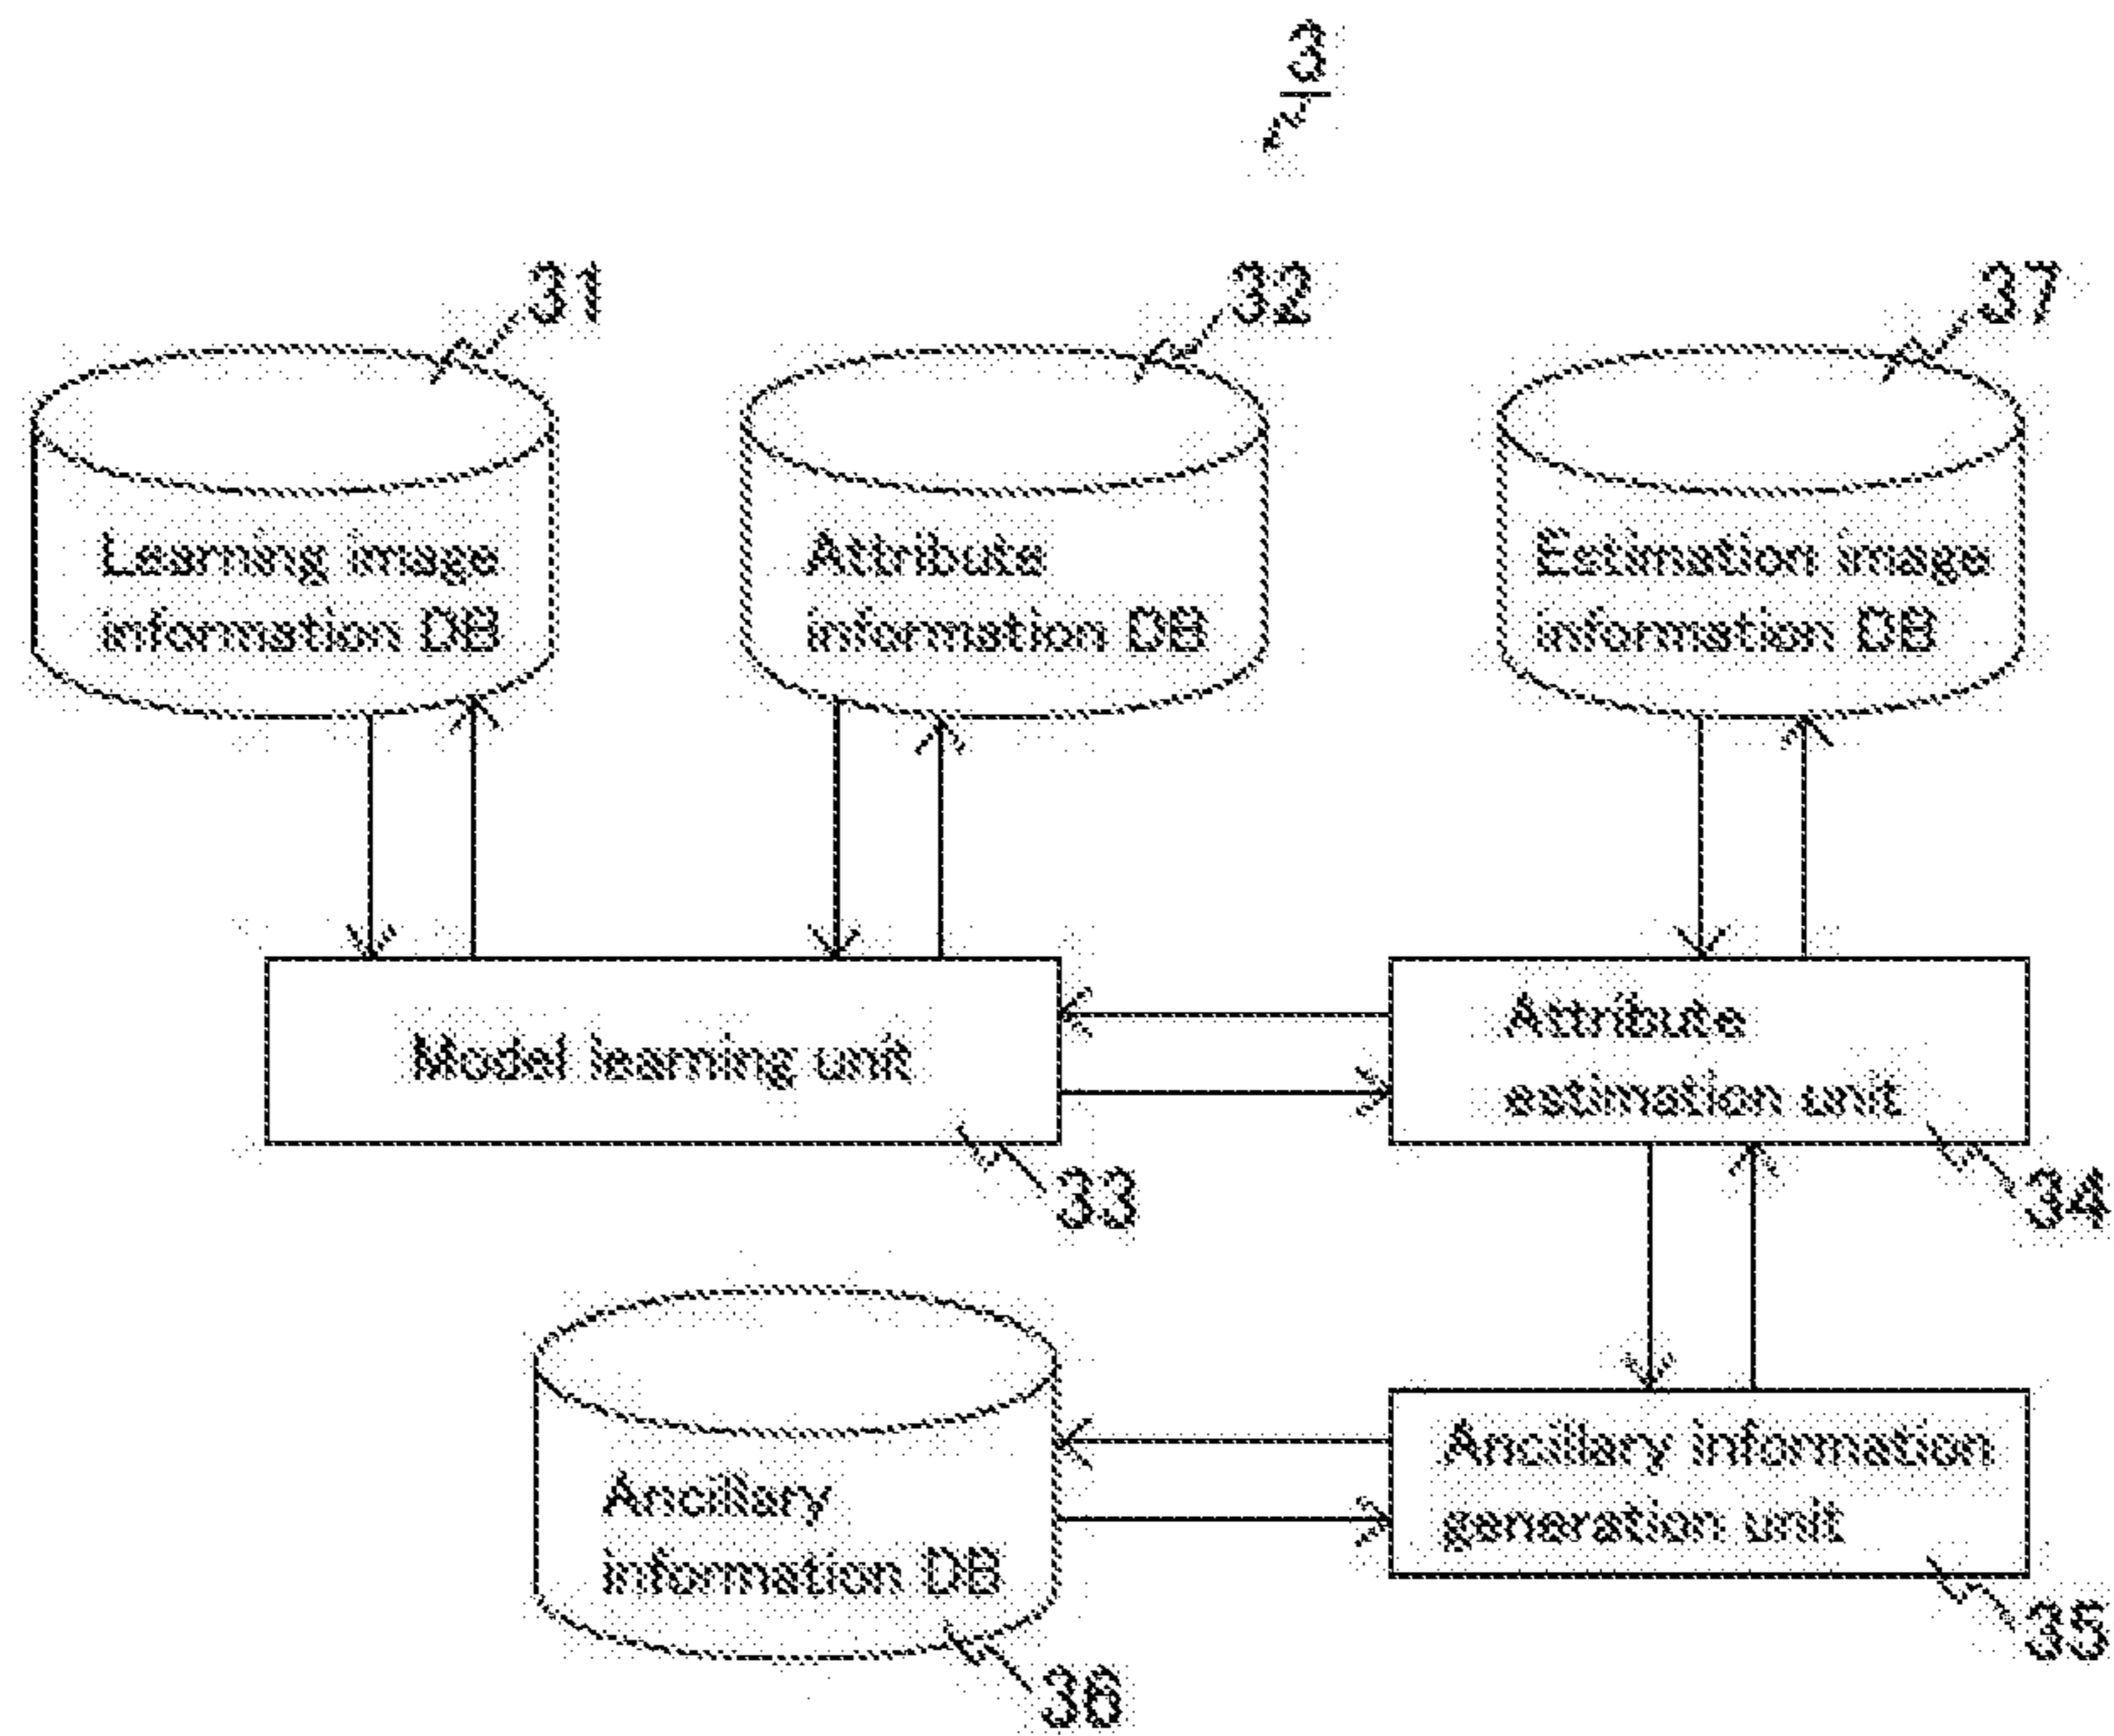 3
31
32
37
Learning image
information DB
Attribute
information DB
Estimation image
information DB
Model learning unit
Attribute
estimation unit
33
34
Ancillary
information DB
Ancillary information
generation unit
35
36